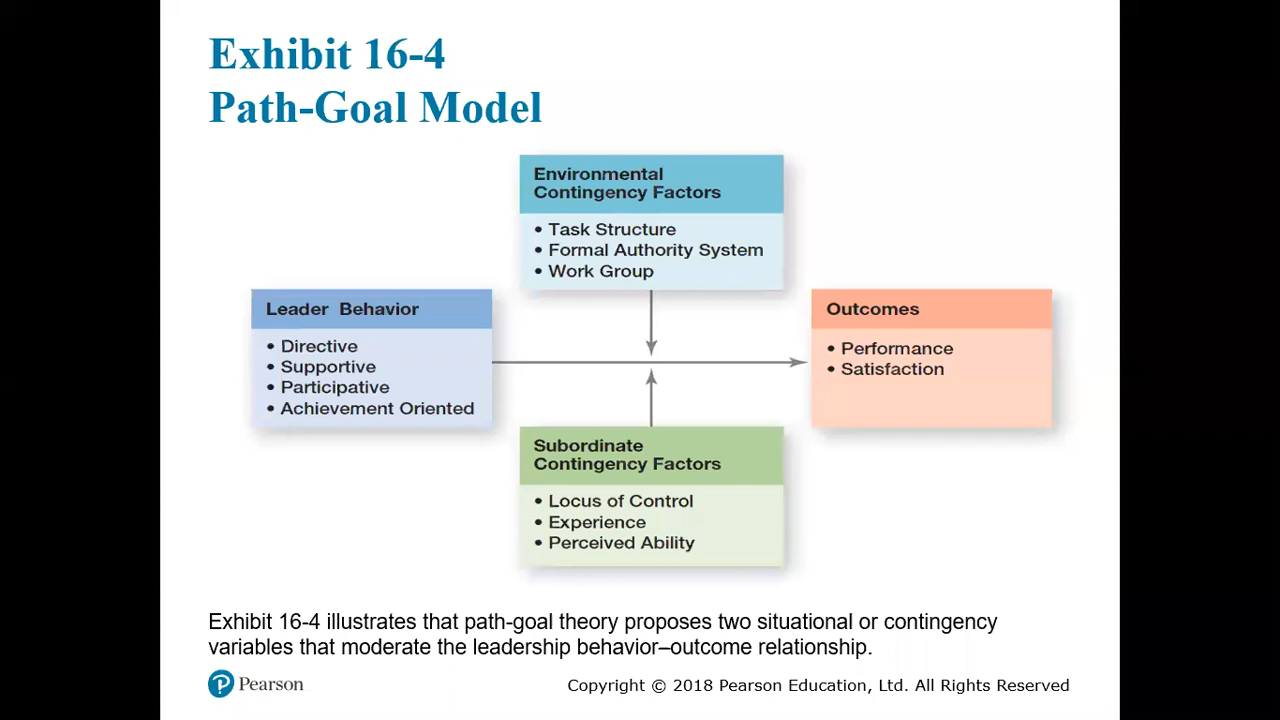 Exhibit 16-4
Path-Goal Model
Environmental
Contingency Factors
• Task Structure
• Formal Authority System
• Work Group
Leader Behavior
• Directive
• Supportive
• Participative
• Achievement Oriented
Outcomes
• Performance
• Satisfaction
Subordinate
Contingency Factors
• Locus of Control
• Experience
• Perceived Ability
Exhibit 16-4 illustrates that path-goal theory proposes two situational or contingency
variables that moderate the leadership behavior–outcome relationship.
P Pearson
Copyright © 2018 Pearson Education, Ltd. All Rights Reserved